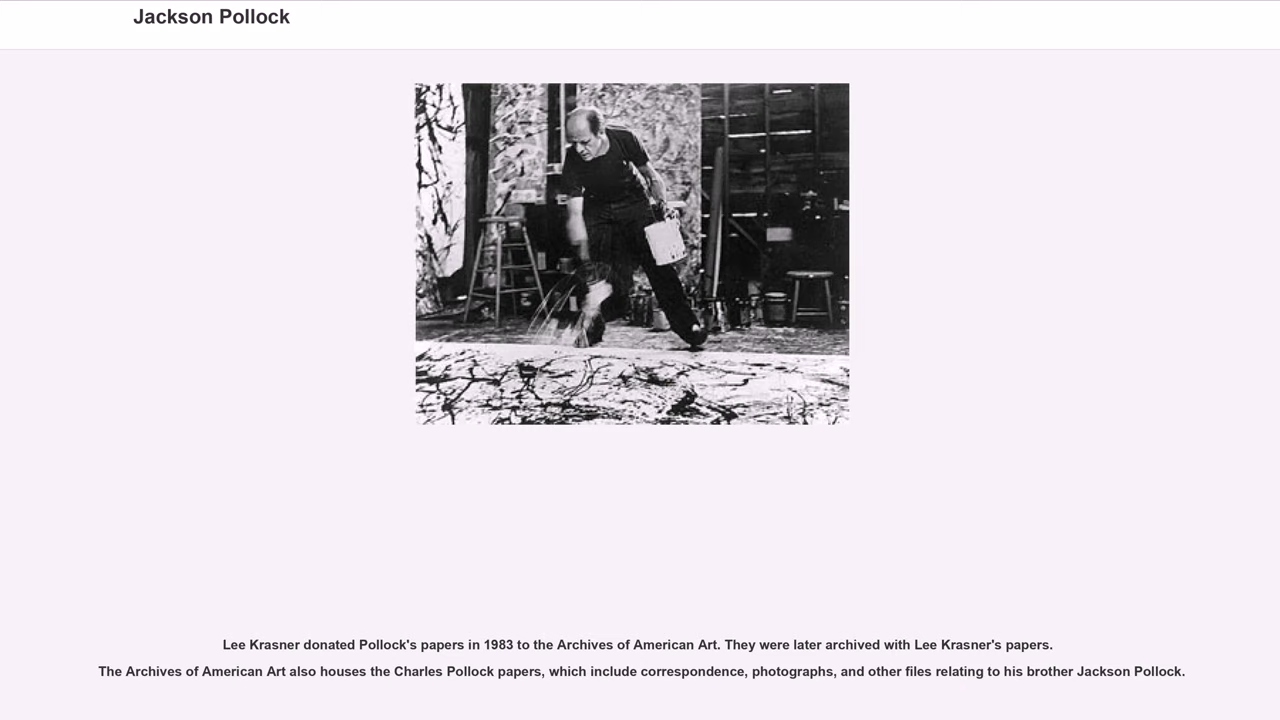 Jackson Pollock
Lee Krasner donated Pollock's papers in 1983 to the Archives of American Art. They were later archived with Lee Krasner's papers.
The Archives of American Art also houses the Charles Pollock papers, which include correspondence, photographs, and other files relating to his brother Jackson Pollock.